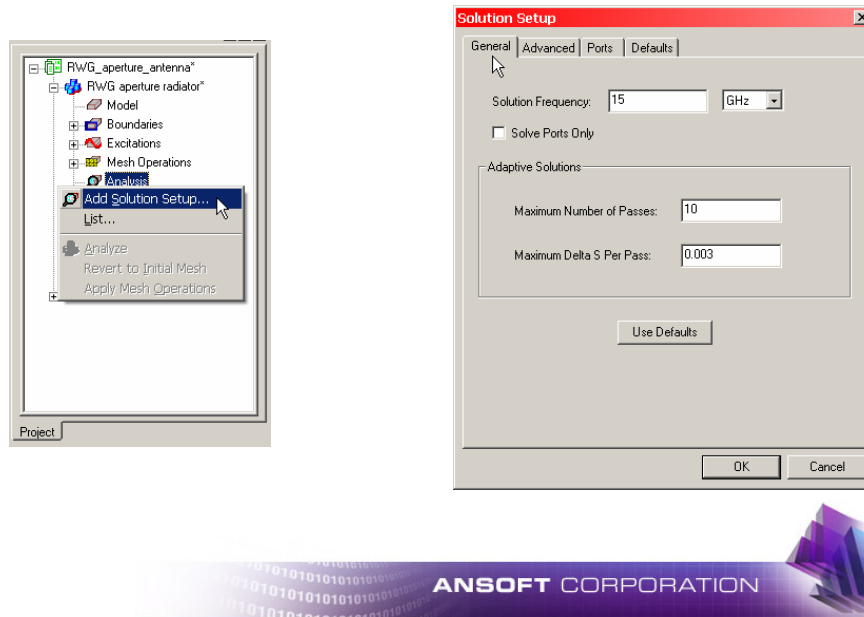 RWG_aperture_antenna*
RWG aperture radiator*
Model
Boundaries
Excitations
Mesh Operations
Analysis
Add Solution Setup...
List...
Analyze
Revert to Initial Mesh
Apply Mesh Operations
Project
Solution Setup
General
Advanced
Ports
Defaults
Solution Frequency: 15 GHz
Solve Ports Only
Adaptive Solutions
Maximum Number of Passes: 10
Maximum Delta S Per Pass: 0.003
Use Defaults
OK Cancel
ANSOFT CORPORATION